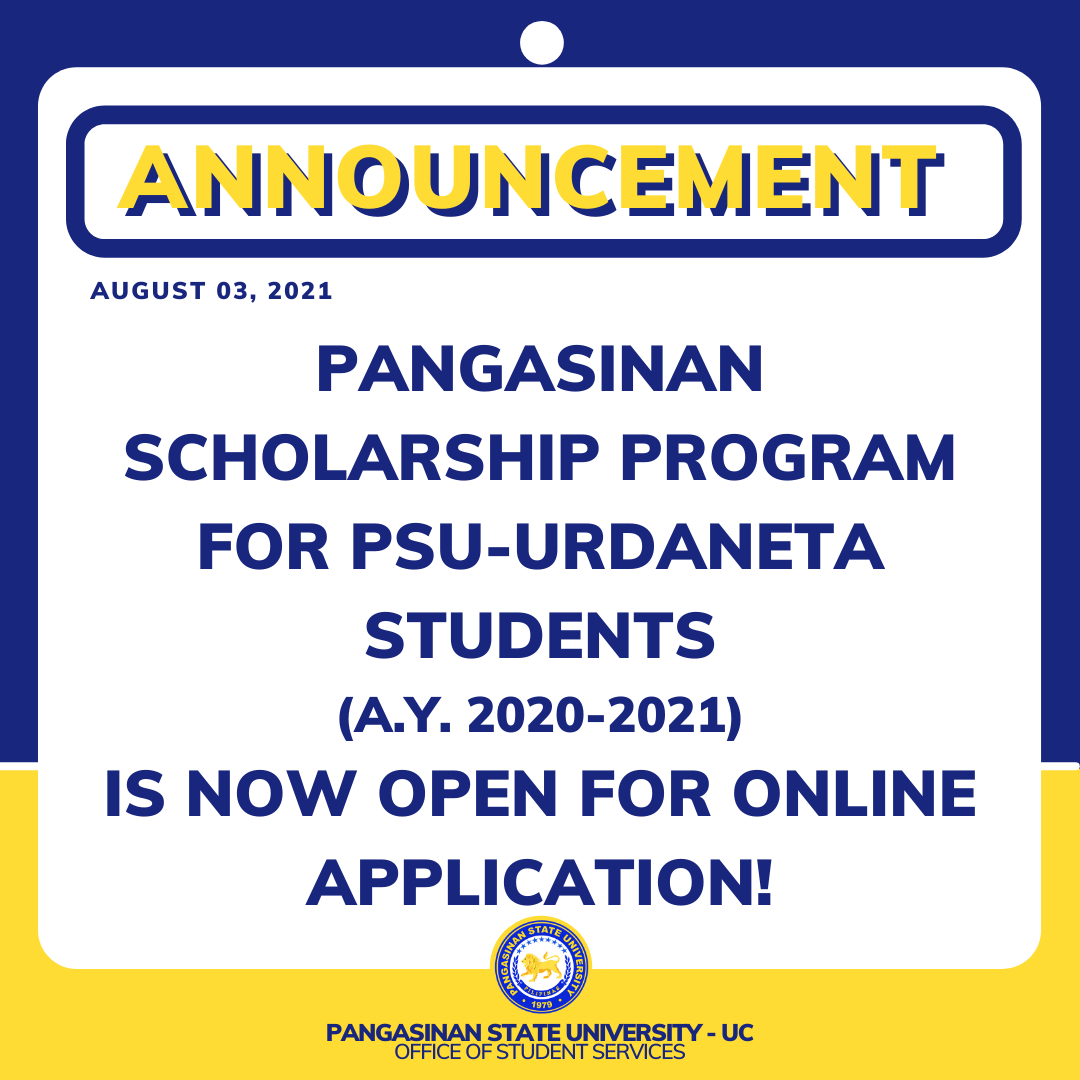 ANNOUNCEMENT
AUGUST 03, 2021
PANGASINAN
SCHOLARSHIP PROGRAM
FOR PSU-URDANETA
STUDENTS
(A.Y. 2020-2021)
IS NOW OPEN FOR ONLINE
APPLICATION!
PANGASINAN STATE UNIVERSITY
PILIPINAS
1979
PANGASINAN STATE UNIVERSITY - UC
OFFICE OF STUDENT SERVICES